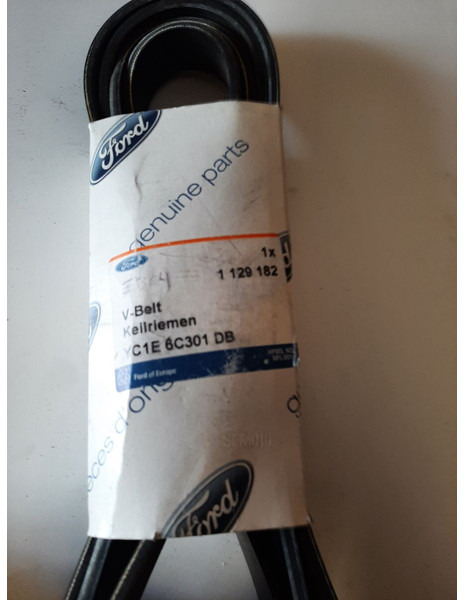 Ford
genuine parts
Ford
1x
1 129 182
V-Belt
Keilriemen
YC1E 6C301 DB
Ford of Europe
Ford